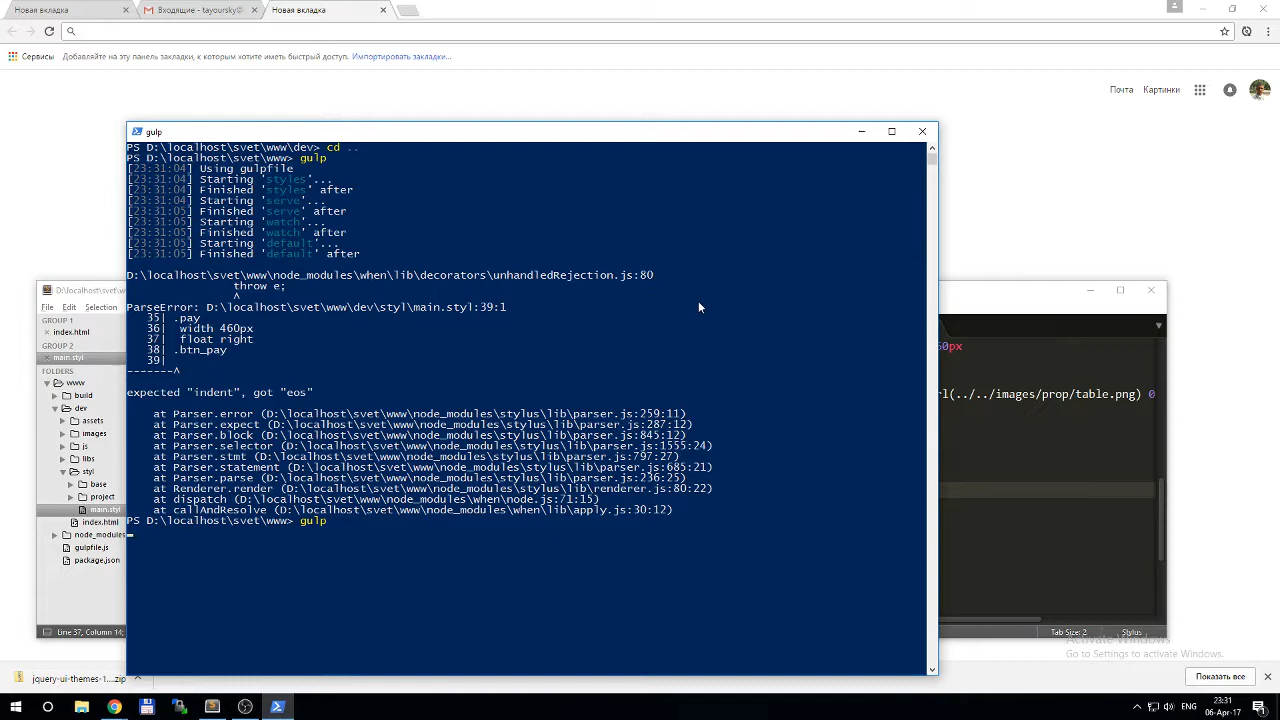 Новая вкладка
Входящие - tayoursky@
Новая вкладка
Сервисы
Добавляйте на эту панель закладки, к которым хотите иметь быстрый доступ. Импортировать закладки...
Почта
Картинки
gulp
PS D:\localhost\svet\www\dev> cd ..
PS D:\localhost\svet\www> gulp
[23:31:04] Using gulpfile
[23:31:04] Starting 'styles'...
[23:31:04] Finished 'styles' after
[23:31:04] Starting 'serve'...
[23:31:05] Finished 'serve' after
[23:31:05] Starting 'watch'...
[23:31:05] Finished 'watch' after
[23:31:05] Starting 'default'...
[23:31:05] Finished 'default' after
D:\localhost\svet\www\node_modules\when\lib\decorators\unhandledRejection.js:80
throw e;
^
ParseError: D:\localhost\svet\www\dev\styl\main.styl:39:1
35| .pay
36| width 460px
37| float right
38| .btn_pay
39|
-------^
expected "indent", got "eos"
at Parser.error (D:\localhost\svet\www\node_modules\stylus\lib\parser.js:259:11)
at Parser.expect (D:\localhost\svet\www\node_modules\stylus\lib\parser.js:287:12)
at Parser.block (D:\localhost\svet\www\node_modules\stylus\lib\parser.js:845:12)
at Parser.selector (D:\localhost\svet\www\node_modules\stylus\lib\parser.js:1555:24)
at Parser.stmt (D:\localhost\svet\www\node_modules\stylus\lib\parser.js:797:27)
at Parser.statement (D:\localhost\svet\www\node_modules\stylus\lib\parser.js:685:21)
at Parser.parse (D:\localhost\svet\www\node_modules\stylus\lib\parser.js:236:25)
at Renderer.render (D:\localhost\svet\www\node_modules\stylus\lib\renderer.js:80:22)
at dispatch (D:\localhost\svet\www\node_modules\when\node.js:71:15)
at callAndResolve (D:\localhost\svet\www\node_modules\when\lib\apply.js:30:12)
PS D:\localhost\svet\www> gulp
D:\localhost\svet\w
File Edit Selection
GROUP 1
index.html
GROUP 2
main.styl
FOLDERS
www
build
dev
assets
images
js
libs
styl
base
project
main.styl
index.html
node_modules
gulpfile.js
package.json
Line 37, Column 14;
60px
rl(../../images/prop/table.png) 0
Tab Size: 2
Stylus
Activate Windows
Go to Settings to activate Windows.
jquery-ui-themes-1....zip
Показать все
ENG
23:31
06-Apr-17